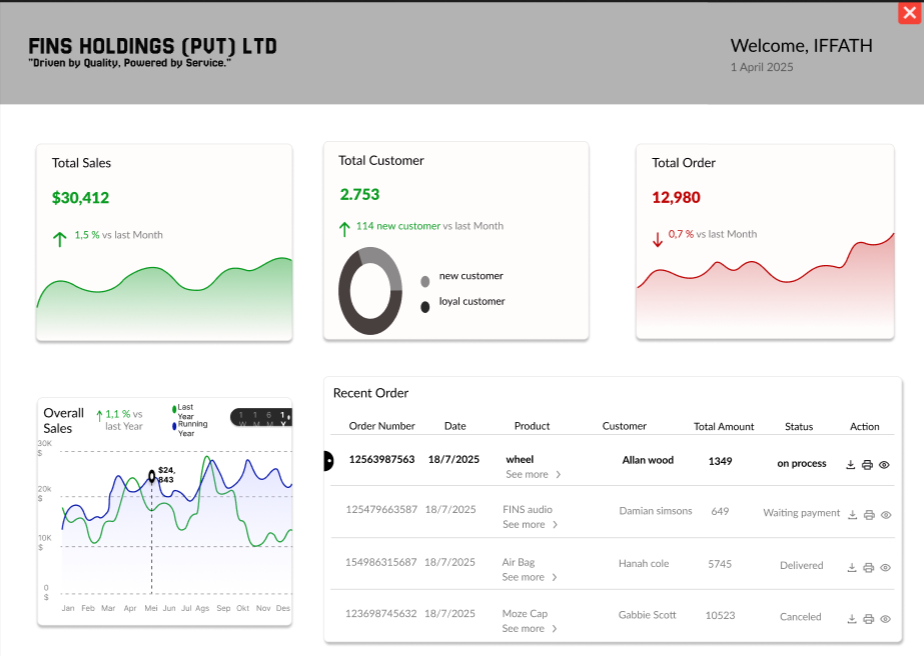 FINS HOLDINGS (PVT) LTD
"Driven by Quality, Powered by Service."
Welcome, IFFATH
1 April 2025
Total Sales
$30,412
1,5 % vs last Month
Total Customer
2.753
114 new customer vs last Month
new customer
loyal customer
Total Order
12,980
0,7 % vs last Month
Overall
Sales
1,1 % vs
last Year
Last
Year
Running
Year
1 1 6 1
W M M Y
30K
$
20k
$
10K
$
0
$
$24,
843
Jan Feb Mar Apr Mei Jun Jul Ags Sep Okt Nov Des
Recent Order
Order Number Date Product Customer Total Amount Status Action
12563987563 18/7/2025 wheel Allan wood 1349 on process
See more >
125479663587 18/7/2025 FINS audio Damian simsons 649 Waiting payment
See more >
154986315687 18/7/2025 Air Bag Hanah cole 5745 Delivered
See more >
123698745632 18/7/2025 Moze Cap Gabbie Scott 10523 Canceled
See more >